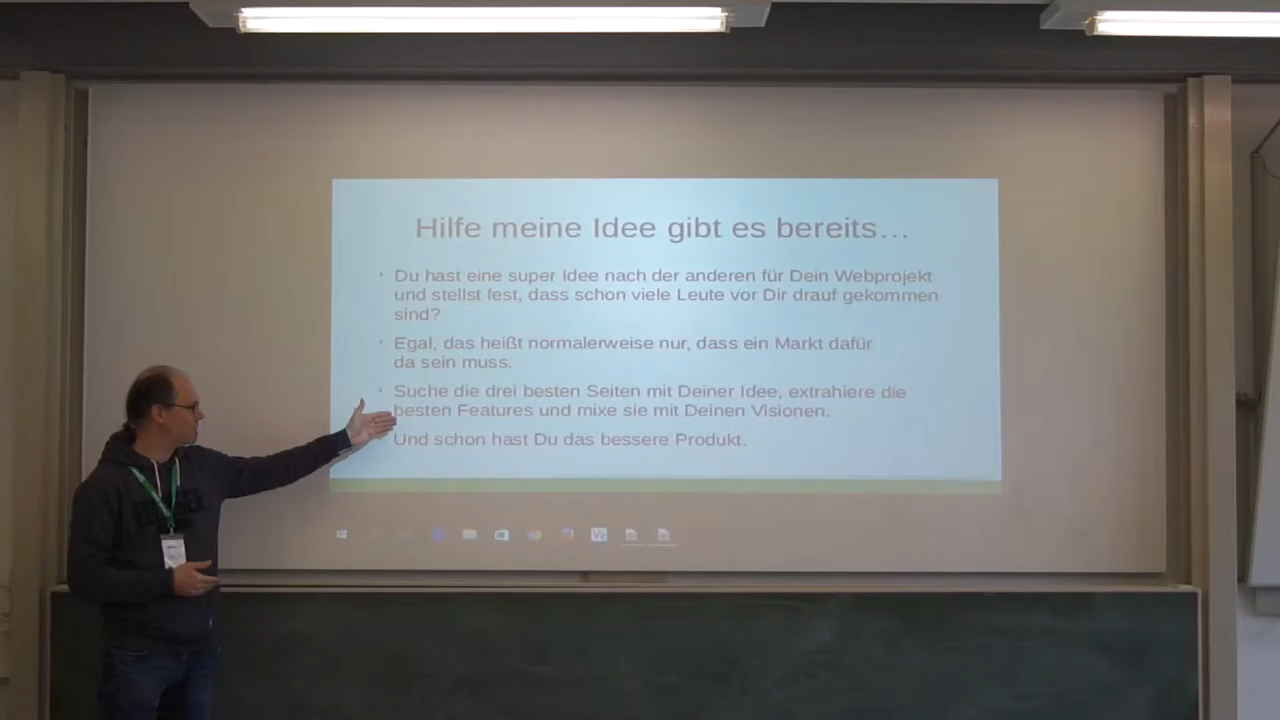 Hilfe meine Idee gibt es bereits…
Du hast eine super Idee nach der anderen für Dein Webprojekt
und stellst fest, dass schon viele Leute vor Dir drauf gekommen
sind?
Egal, das heißt normalerweise nur, dass ein Markt dafür
da sein muss.
Suche die drei besten Seiten mit Deiner Idee, extrahiere die
besten Features und mixe sie mit Deinen Visionen.
Und schon hast Du das bessere Produkt.